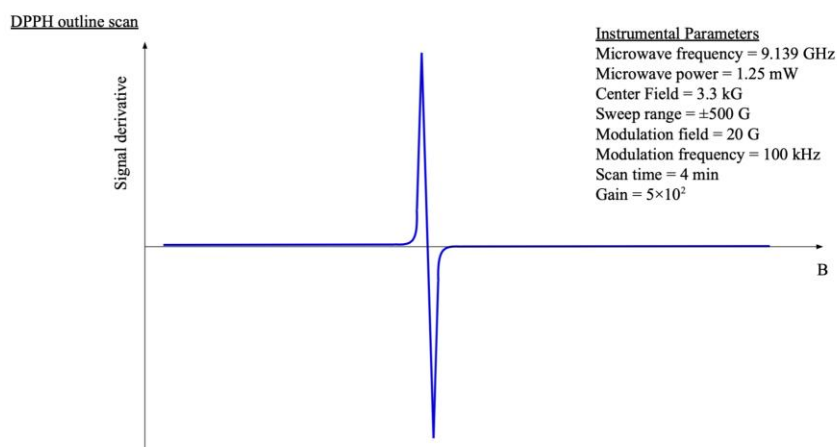 DPPH outline scan
Signal derivative
B
Instrumental Parameters
Microwave frequency = 9.139 GHz
Microwave power = 1.25 mW
Center Field = 3.3 kG
Sweep range = ±500 G
Modulation field = 20 G
Modulation frequency = 100 kHz
Scan time = 4 min
Gain = 5×10²